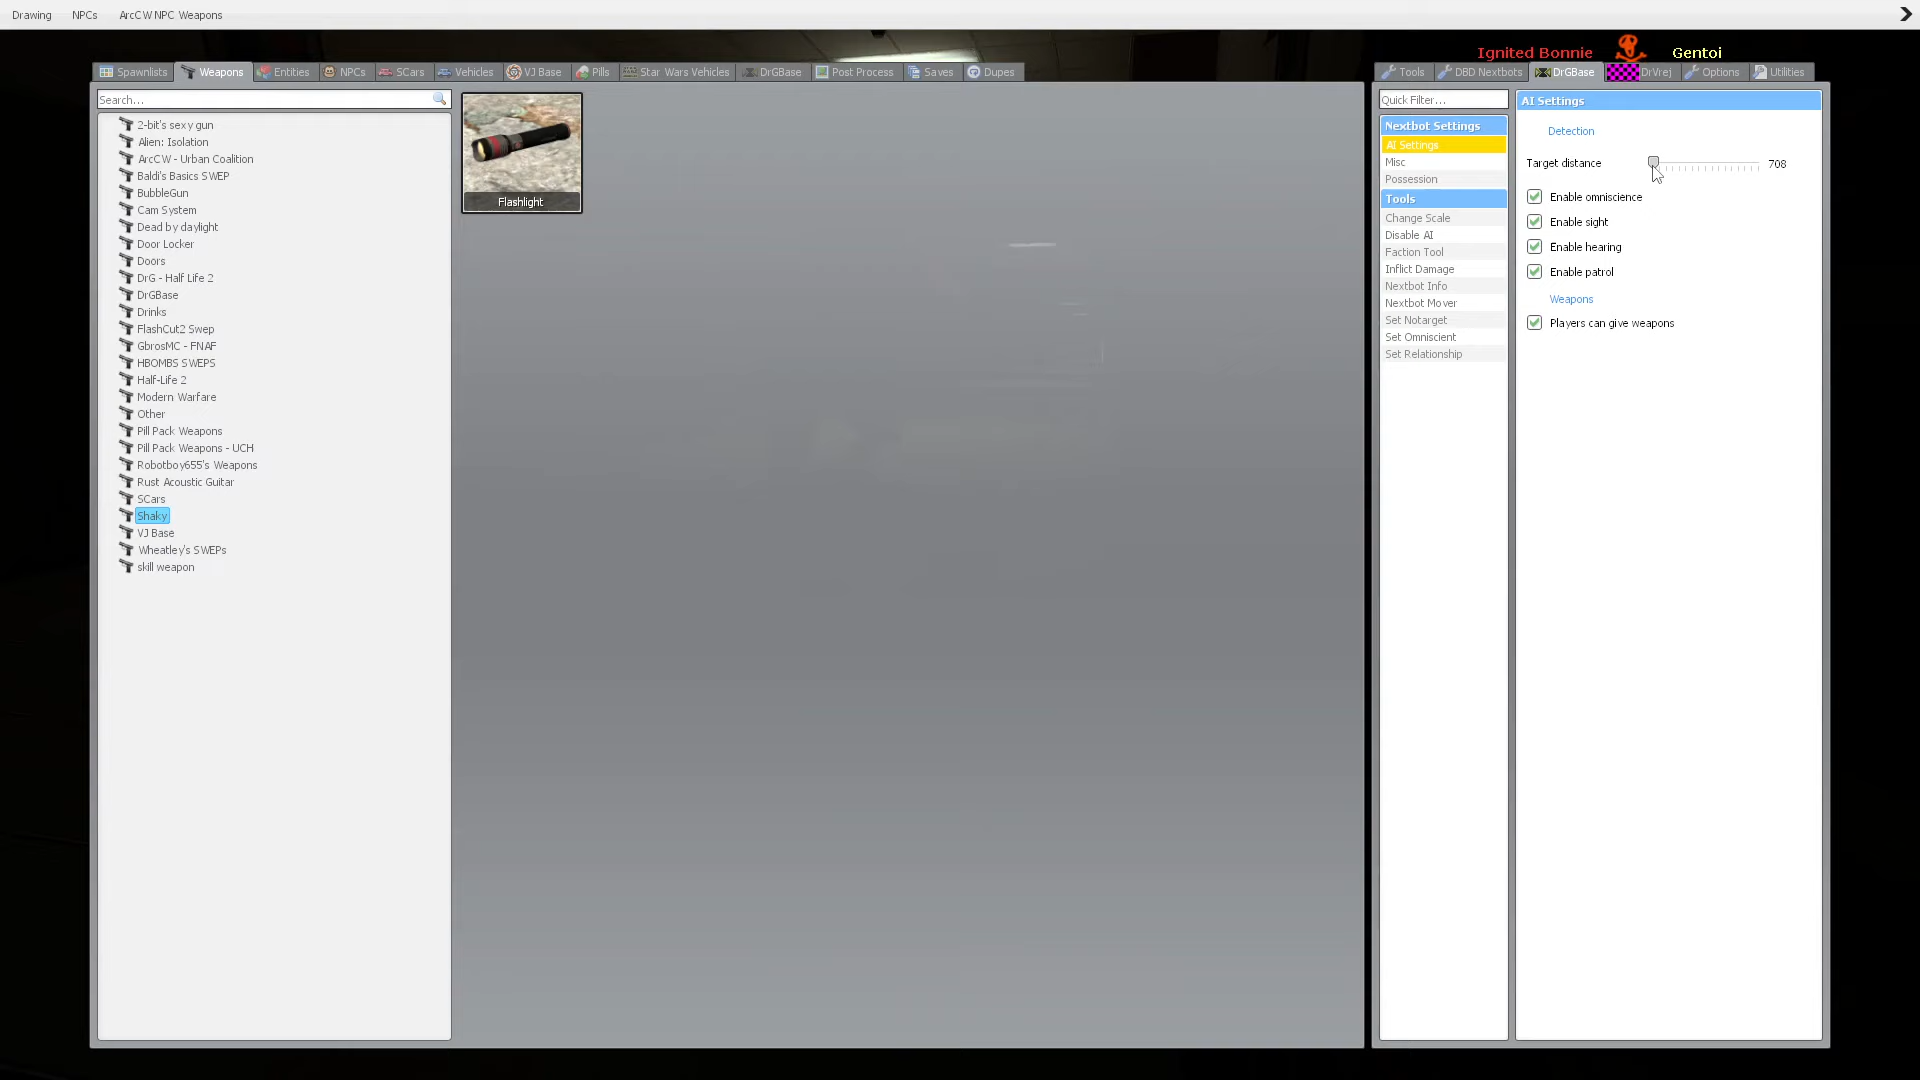 Drawing NPCs ArcCW NPC Weapons
Ignited Bonnie Gentoi
Spawnlists Weapons Entities NPCs SCars Vehicles VJ Base Pills Star Wars Vehicles DrGBase Post Process Saves Dupes
Search...
2-bit's sexy gun
Alien: Isolation
ArcCW - Urban Coalition
Baldi's Basics SWEP
BubbleGun
Cam System
Dead by daylight
Door Locker
Doors
DrG - Half Life 2
DrGBase
Drinks
FlashCut2 Swep
GbrosMC - FNAF
HBOMBS SWEPS
Half-Life 2
Modern Warfare
Other
Pill Pack Weapons
Pill Pack Weapons - UCH
Robotboy655's Weapons
Rust Acoustic Guitar
SCars
Shaky
VJ Base
Wheatley's SWEPs
skill weapon
Flashlight
Tools DBD Nextbots DrGBase DrVrej Options Utilities
Quick Filter...
Nextbot Settings
AI Settings
Misc
Possession
Tools
Change Scale
Disable AI
Faction Tool
Inflict Damage
Nextbot Info
Nextbot Mover
Set Notarget
Set Omniscient
Set Relationship
AI Settings
Detection
Target distance 708
Enable omniscience
Enable sight
Enable hearing
Enable patrol
Weapons
Players can give weapons